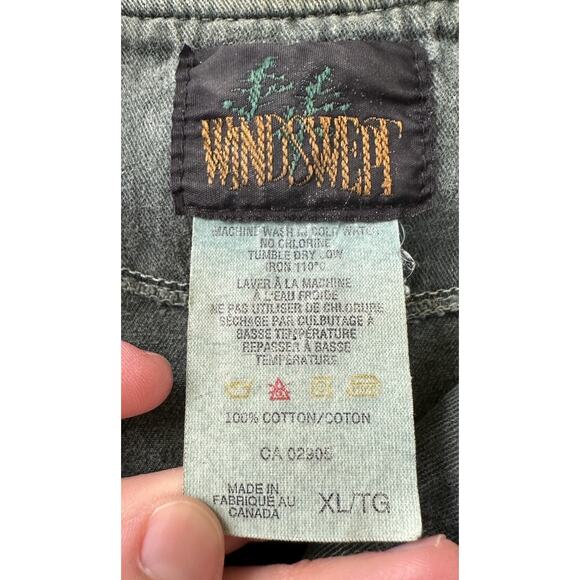 WINDSWEPT
MACHINE WASH IN COLD WATER
NO CHLORINE
TUMBLE DRY LOW
IRON 110°C
LAVER À LA MACHINE
À L'EAU FROIDE
NE PAS UTILISER DE CHLORURE
SÉCHAGE PAR CULBUTAGE À
BASSE TEMPÉRATURE
REPASSER À BASSE
TEMPÉRATURE
100% COTTON/COTON
CA 02905
MADE IN
FABRIQUÉ AU
CANADA
XL/TG